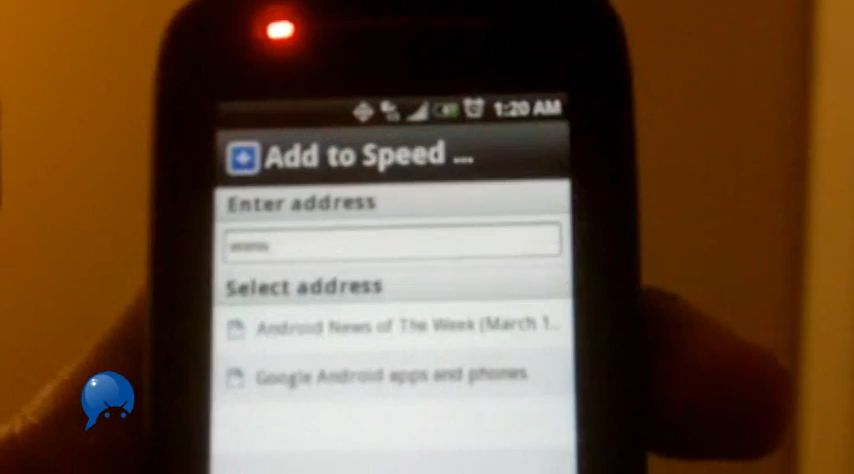 1:20 AM
Add to Speed ...
Enter address
www
Select address
Android News of The Week (March 1..
Google Android apps and phones